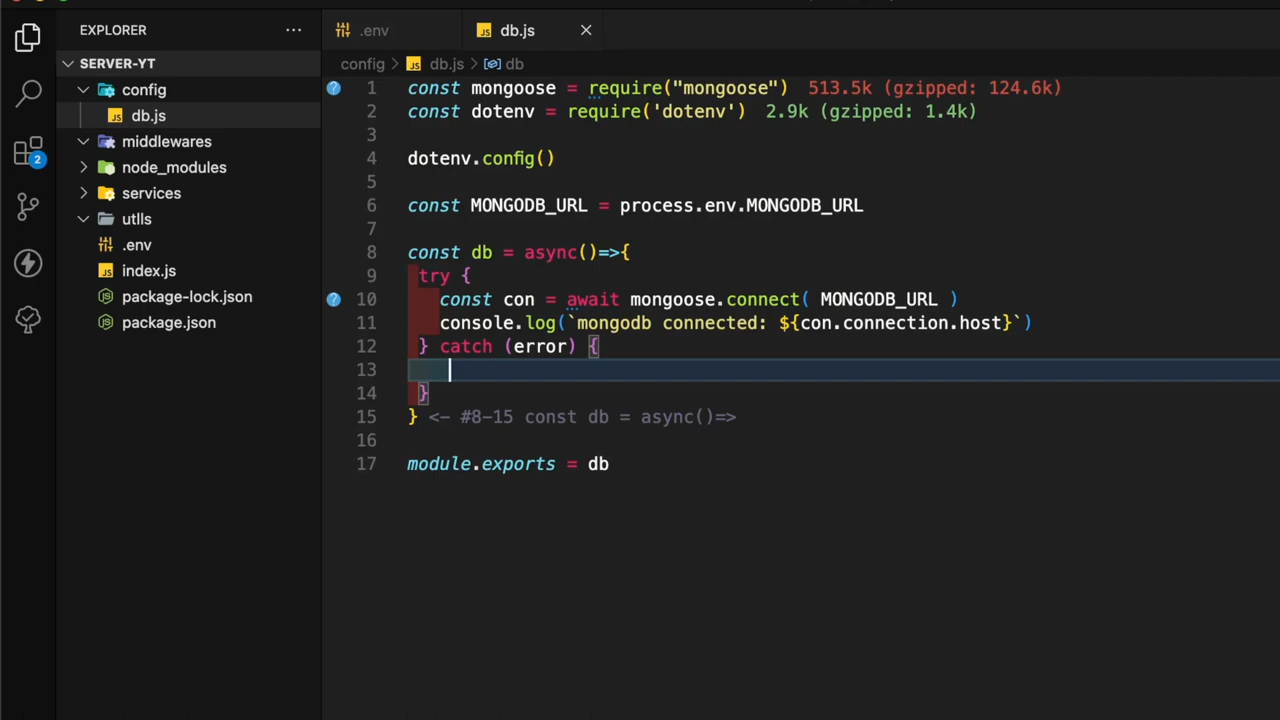 EXPLORER ...
.env
db.js
SERVER-YT
config
db.js
middlewares
node_modules
services
utlls
.env
index.js
package-lock.json
package.json
2
config > db.js > db
1 const mongoose = require("mongoose") 513.5k (gzipped: 124.6k)
2 const dotenv = require('dotenv') 2.9k (gzipped: 1.4k)
3
4 dotenv.config()
5
6 const MONGODB_URL = process.env.MONGODB_URL
7
8 const db = async()=>{
9 try {
10 const con = await mongoose.connect( MONGODB_URL )
11 console.log(`mongodb connected: ${con.connection.host}`)
12 } catch (error) {
13
14 }
15 } <- #8-15 const db = async()=>
16
17 module.exports = db